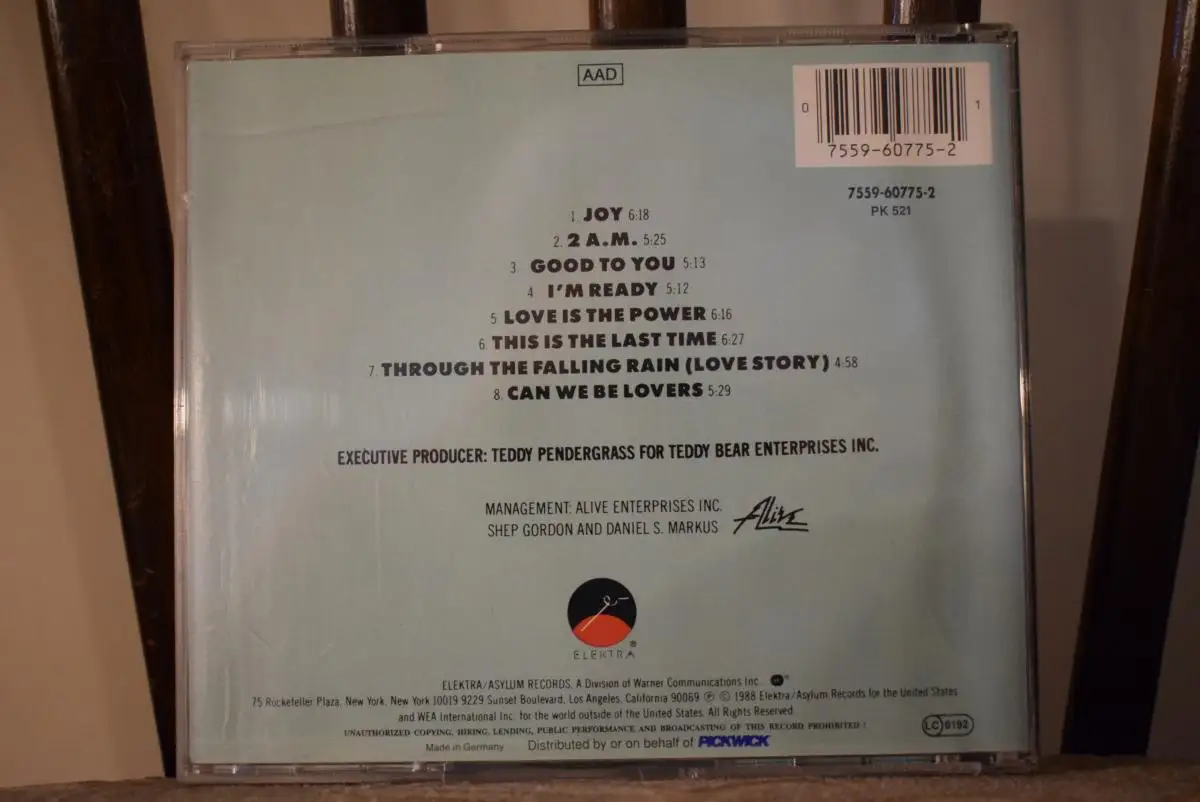 AAD
0 1
7559-60775-2
7559-60775-2
PK 521
1. JOY 6:18
2. 2 A.M. 5:25
3. GOOD TO YOU 5:13
4. I'M READY 5:12
5. LOVE IS THE POWER 6:16
6. THIS IS THE LAST TIME 6:27
7. THROUGH THE FALLING RAIN (LOVE STORY) 4:58
8. CAN WE BE LOVERS 5:29
EXECUTIVE PRODUCER: TEDDY PENDERGRASS FOR TEDDY BEAR ENTERPRISES INC.
MANAGEMENT: ALIVE ENTERPRISES INC.
SHEP GORDON AND DANIEL S. MARKUS
Alive
ELEKTRA ®
ELEKTRA/ASYLUM RECORDS, A Division of Warner Communications Inc. ®
75 Rockefeller Plaza, New York, New York 10019 9229 Sunset Boulevard, Los Angeles, California 90069 ℗ © 1988 Elektra/Asylum Records for the United States
and WEA International Inc. for the world outside of the United States. All Rights Reserved.
UNAUTHORIZED COPYING, HIRING, LENDING, PUBLIC PERFORMANCE AND BROADCASTING OF THIS RECORD PROHIBITED !
LC 0192
Made in Germany Distributed by or on behalf of PICKWICK